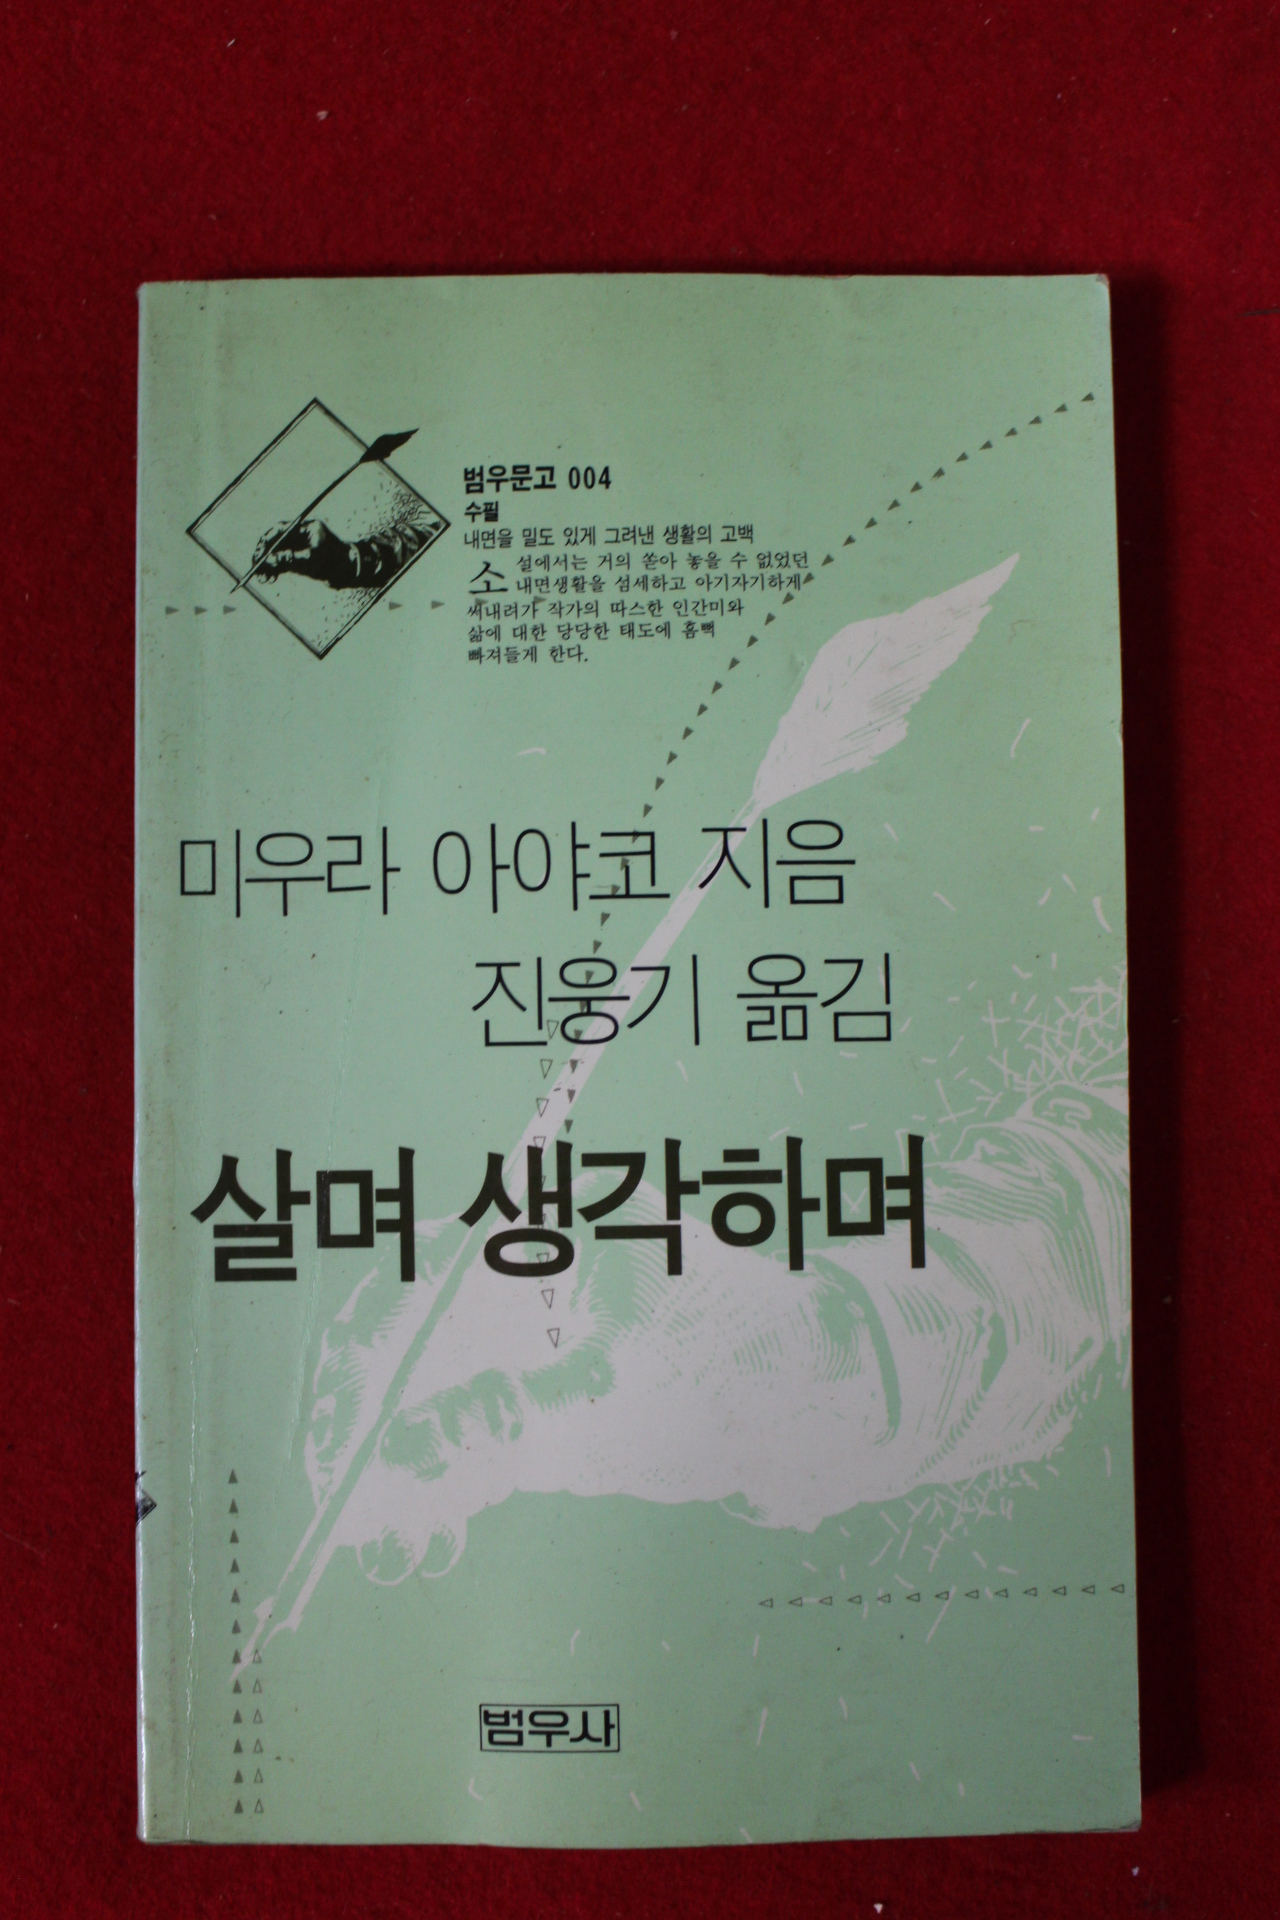 범우문고 004
수필
내면을 밀도 있게 그려낸 생활의 고백
소설에서는 거의 쏟아 놓을 수 없었던
내면생활을 섬세하고 아기자기하게
써내려가 작가의 따스한 인간미와
삶에 대한 당당한 태도에 흠뻑
빠져들게 한다.
미우라 아야코 지음
진웅기 옮김
살며 생각하며
범우사